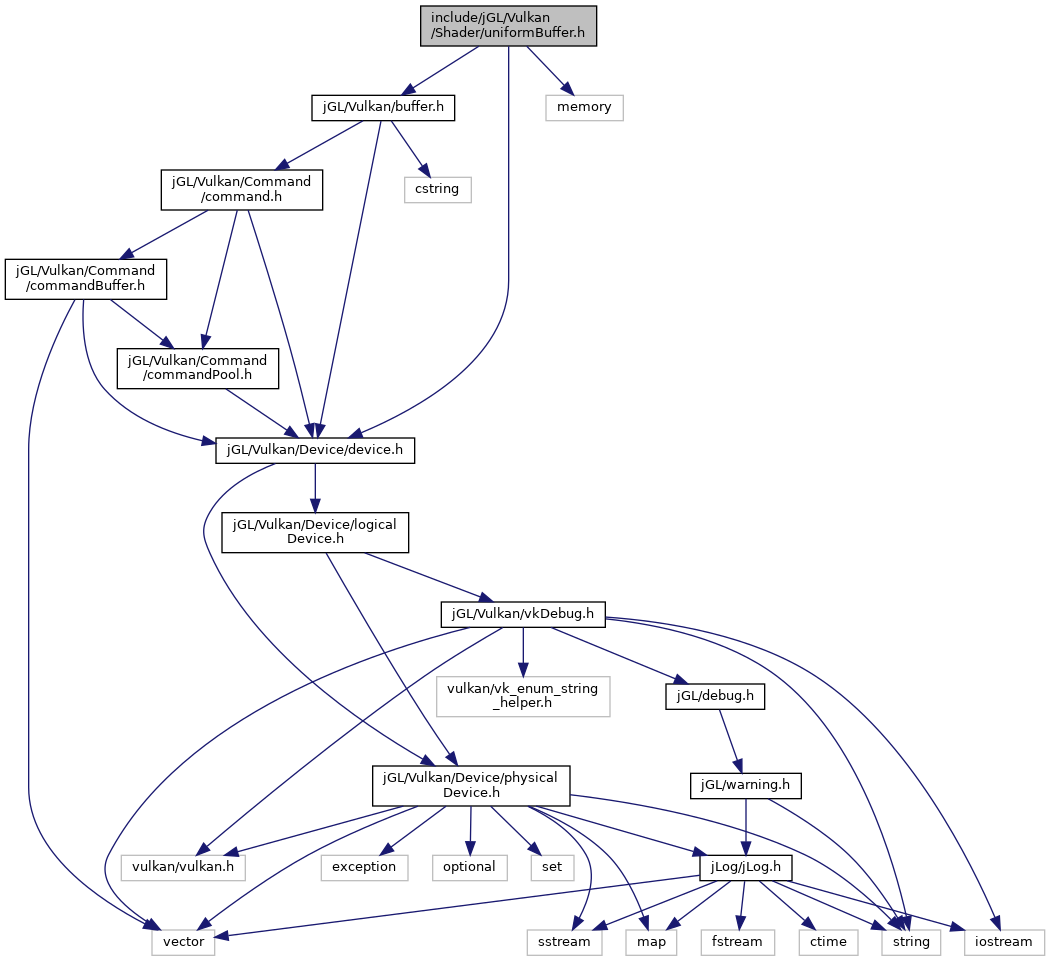 include/jGL/Vulkan
/Shader/uniformBuffer.h
jGL/Vulkan/buffer.h
memory
jGL/Vulkan/Command
/command.h
cstring
jGL/Vulkan/Command
/commandBuffer.h
jGL/Vulkan/Command
/commandPool.h
jGL/Vulkan/Device/device.h
jGL/Vulkan/Device/logical
Device.h
jGL/Vulkan/vkDebug.h
vulkan/vk_enum_string
_helper.h
jGL/debug.h
jGL/Vulkan/Device/physical
Device.h
jGL/warning.h
vulkan/vulkan.h
exception
optional
set
jLog/jLog.h
vector
sstream
map
fstream
ctime
string
iostream